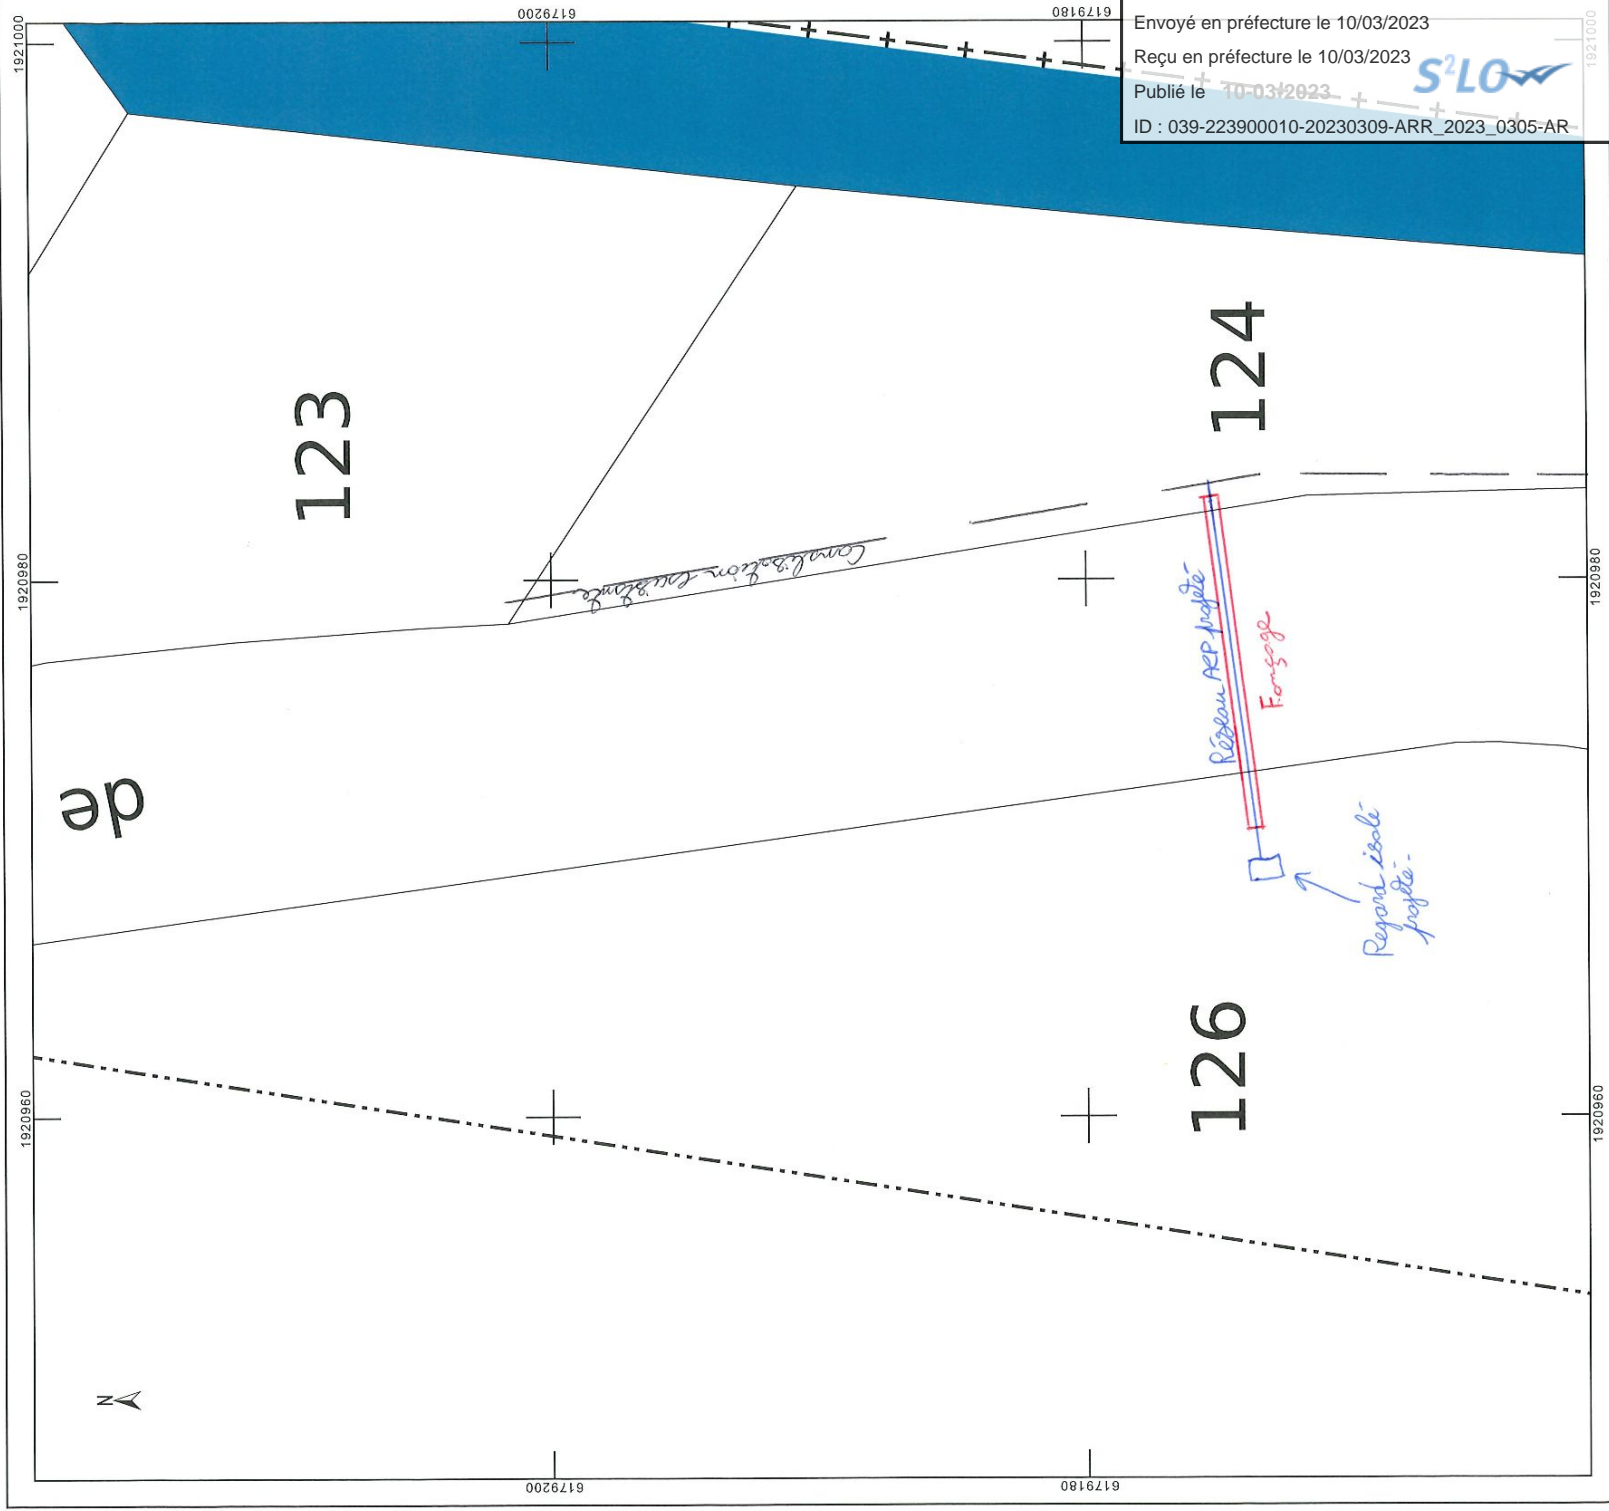 6179200
6179180
1921000
1921000
Envoyé en préfecture le 10/03/2023
Reçu en préfecture le 10/03/2023
Publié le 10-03/2023
S²LO
ID : 039-223900010-20230309-ARR_2023_0305-AR
123
124
Canalisation existante
1920980
1920980
Réseau AEP projeté
Fonçage
de
Regard isolé
projeté-
126
1920960
1920960
N
6179200
6179180